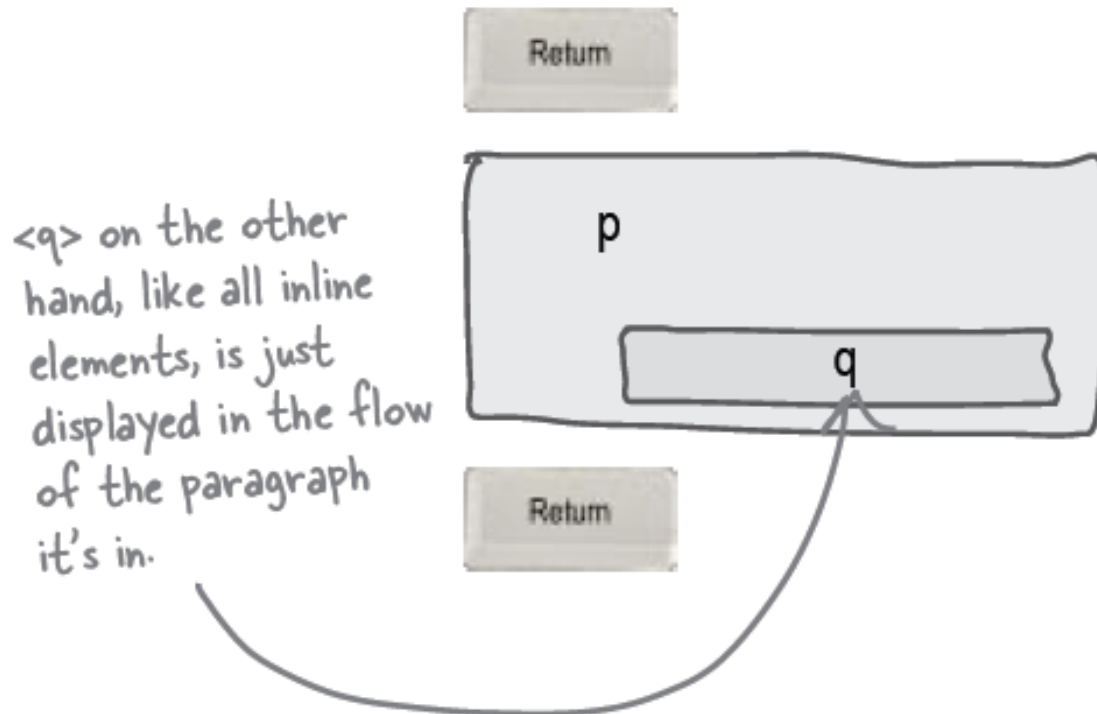 Return
p
<q> on the other
hand, like all inline
elements, is just
displayed in the flow
of the paragraph
it's in.
q
Return